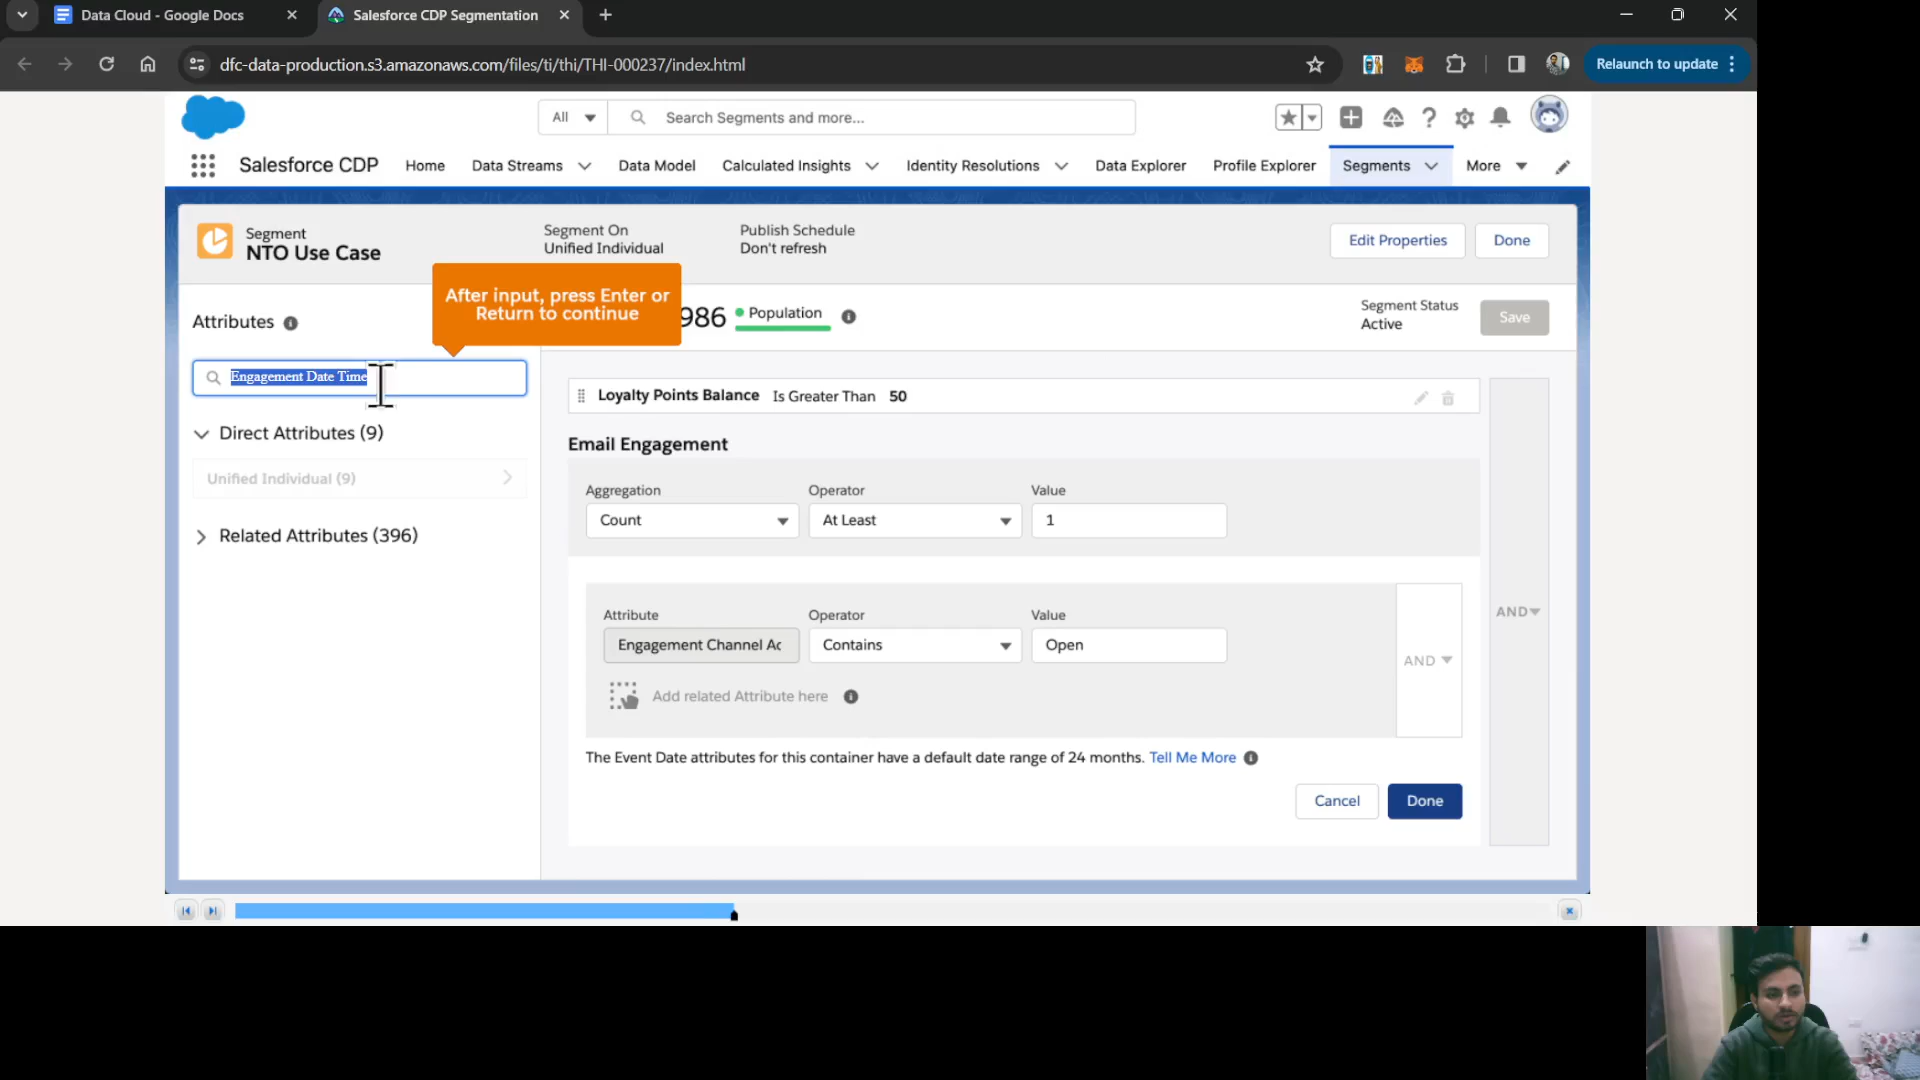 Data Cloud - Google Docs
Salesforce CDP Segmentation
dfc-data-production.s3.amazonaws.com/files/ti/thi/THI-000237/index.html
Relaunch to update
All
Search Segments and more...
Salesforce CDP
Home
Data Streams
Data Model
Calculated Insights
Identity Resolutions
Data Explorer
Profile Explorer
Segments
More
Segment
NTO Use Case
Segment On
Unified Individual
Publish Schedule
Don't refresh
Edit Properties
Done
After input, press Enter or
Return to continue
Attributes
986
Population
Segment Status
Active
Save
Engagement Date Time
Direct Attributes (9)
Unified Individual (9)
Related Attributes (396)
Loyalty Points Balance Is Greater Than 50
Email Engagement
Aggregation
Operator
Value
Count
At Least
1
Attribute
Operator
Value
Engagement Channel Ac
Contains
Open
Add related Attribute here
AND
AND
The Event Date attributes for this container have a default date range of 24 months. Tell Me More
Cancel
Done